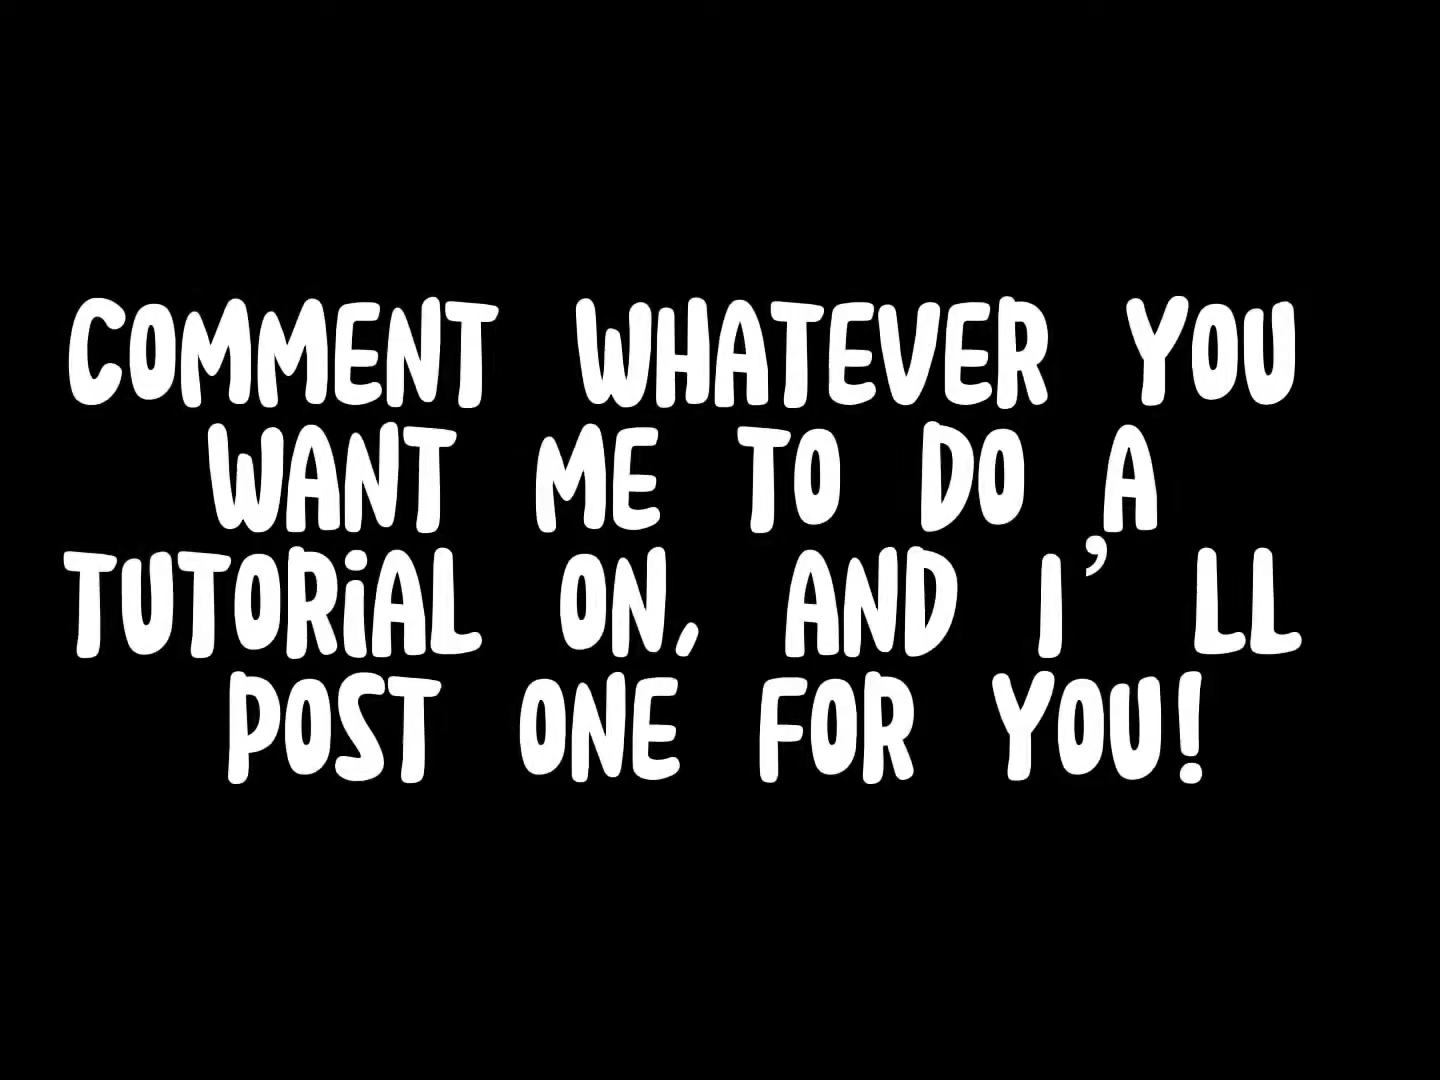 COMMENT WHATEVER YOU
WANT ME TO DO A
TUTORiAL ON, AND I'LL
POST ONE FOR YOU!